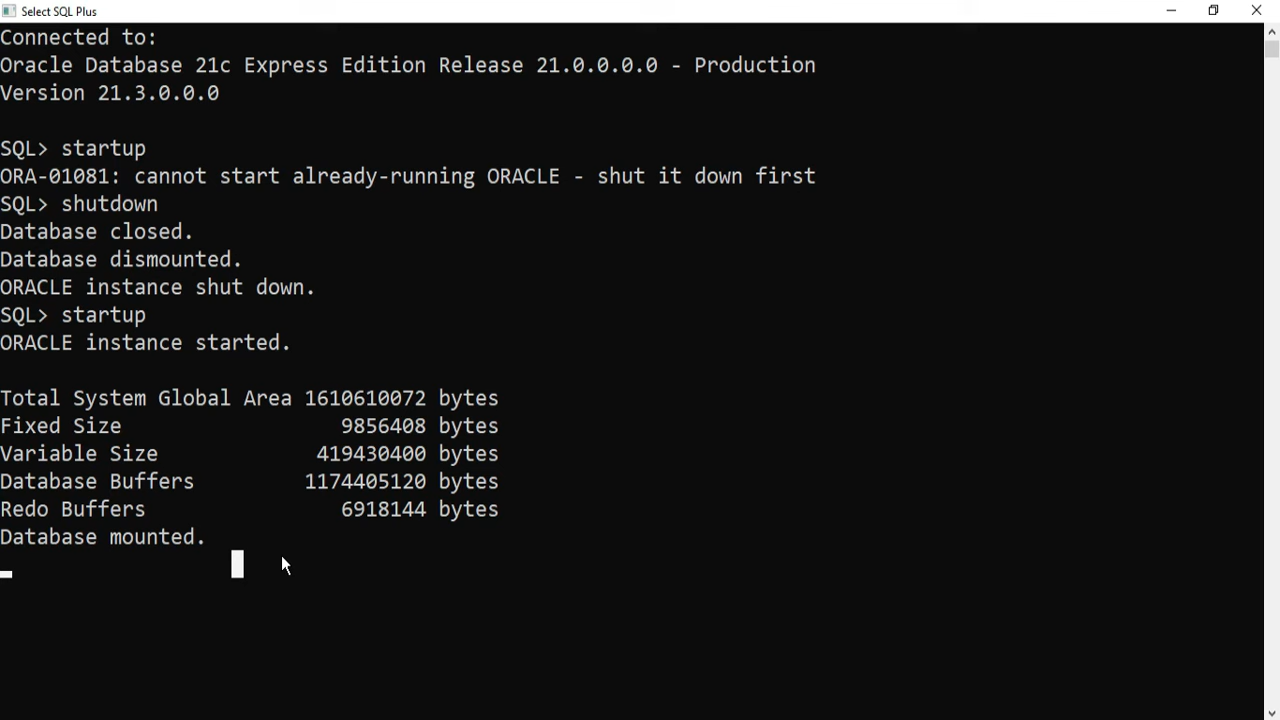 Select SQL Plus
Connected to:
Oracle Database 21c Express Edition Release 21.0.0.0.0 - Production
Version 21.3.0.0.0
SQL> startup
ORA-01081: cannot start already-running ORACLE - shut it down first
SQL> shutdown
Database closed.
Database dismounted.
ORACLE instance shut down.
SQL> startup
ORACLE instance started.
Total System Global Area 1610610072 bytes
Fixed Size 9856408 bytes
Variable Size 419430400 bytes
Database Buffers 1174405120 bytes
Redo Buffers 6918144 bytes
Database mounted.